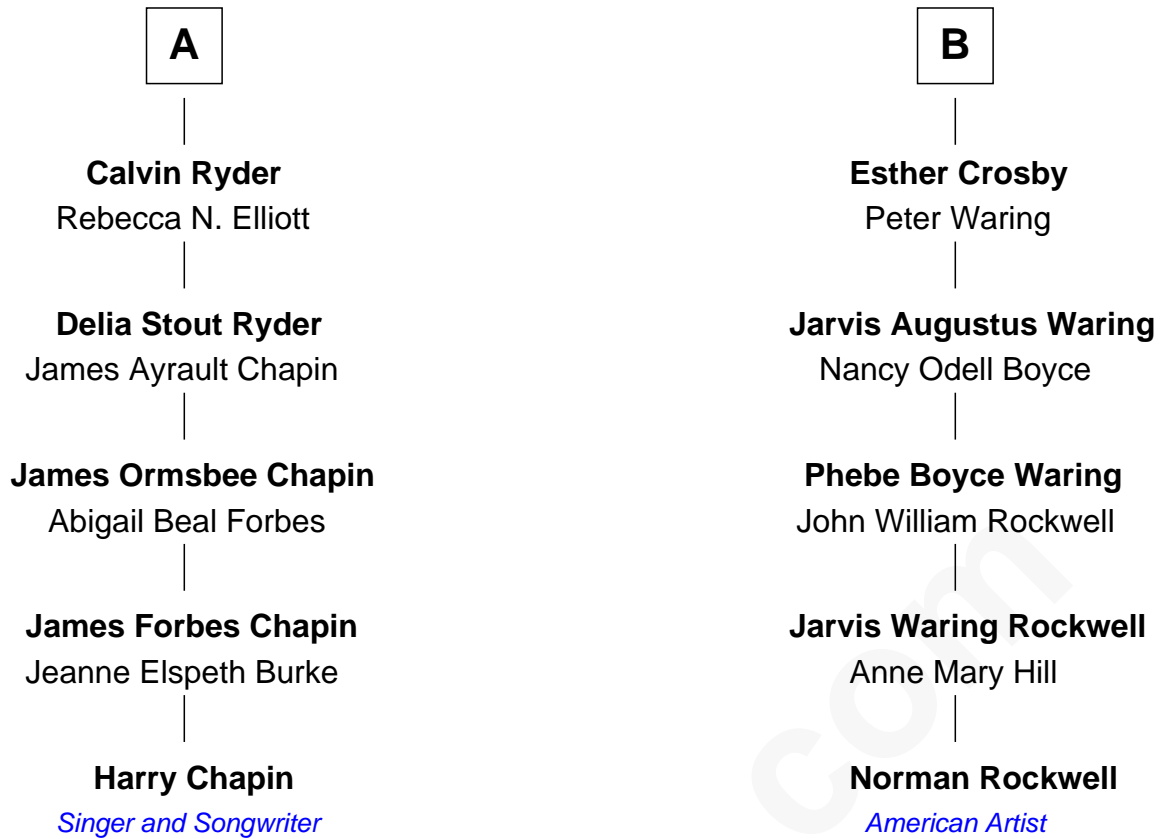 A
Calvin Ryder
Rebecca N. Elliott
Delia Stout Ryder
James Ayrault Chapin
James Ormsbee Chapin
Abigail Beal Forbes
James Forbes Chapin
Jeanne Elspeth Burke
Harry Chapin
Singer and Songwriter
B
Esther Crosby
Peter Waring
Jarvis Augustus Waring
Nancy Odell Boyce
Phebe Boyce Waring
John William Rockwell
Jarvis Waring Rockwell
Anne Mary Hill
Norman Rockwell
American Artist
com